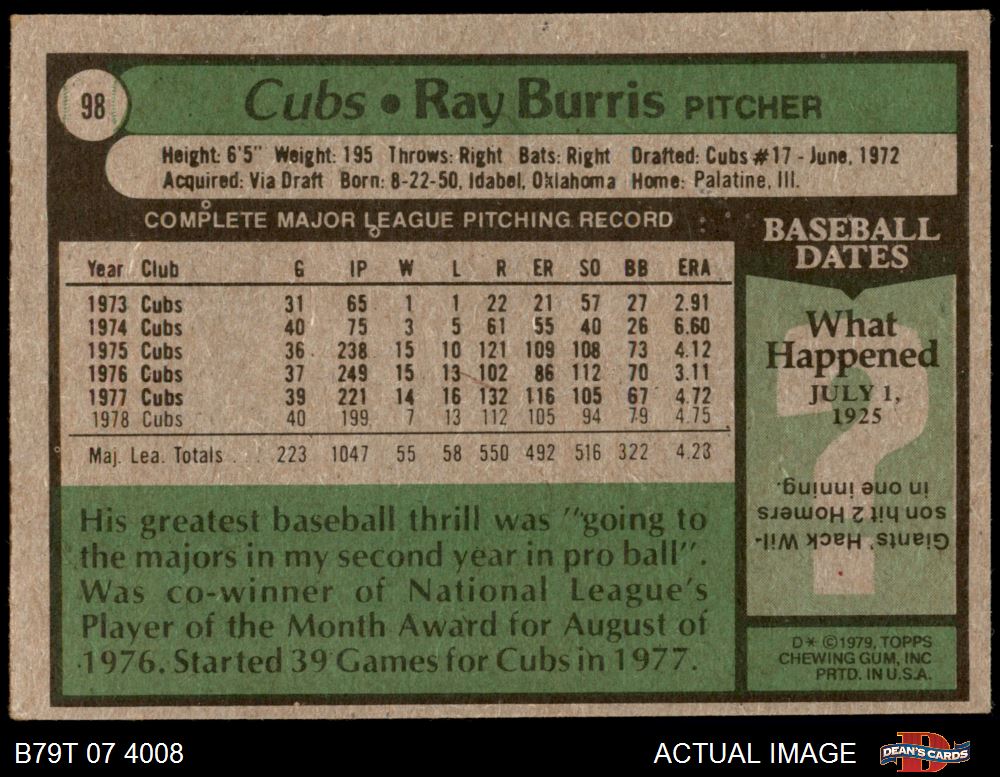 98
Cubs • Ray Burris PITCHER
Height: 6'5" Weight: 195 Throws: Right Bats: Right Drafted: Cubs #17 - June, 1972
Acquired: Via Draft Born: 8-22-50, Idabel, Oklahoma Home: Palatine, Ill.
COMPLETE MAJOR LEAGUE PITCHING RECORD
Year Club G IP W L R ER SO BB ERA
1973 Cubs 31 65 1 1 22 21 57 27 2.91
1974 Cubs 40 75 3 5 61 55 40 26 6.60
1975 Cubs 36 238 15 10 121 109 108 73 4.12
1976 Cubs 37 249 15 13 102 86 112 70 3.11
1977 Cubs 39 221 14 16 132 116 105 67 4.72
1978 Cubs 40 199 7 13 112 105 94 79 4.75
Maj. Lea. Totals . . . 223 1047 55 58 550 492 516 322 4.23
His greatest baseball thrill was "going to
the majors in my second year in pro ball".
Was co-winner of National League's
Player of the Month Award for August of
1976. Started 39 Games for Cubs in 1977.
BASEBALL
DATES
What
Happened
JULY 1,
1925
?
Giants' Hack Wil-
son hit 2 Homers
in one inning.
D* ©1979, TOPPS
CHEWING GUM, INC
PRTD. IN U.S.A.
B79T 07 4008
ACTUAL IMAGE
D
DEAN'S CARDS